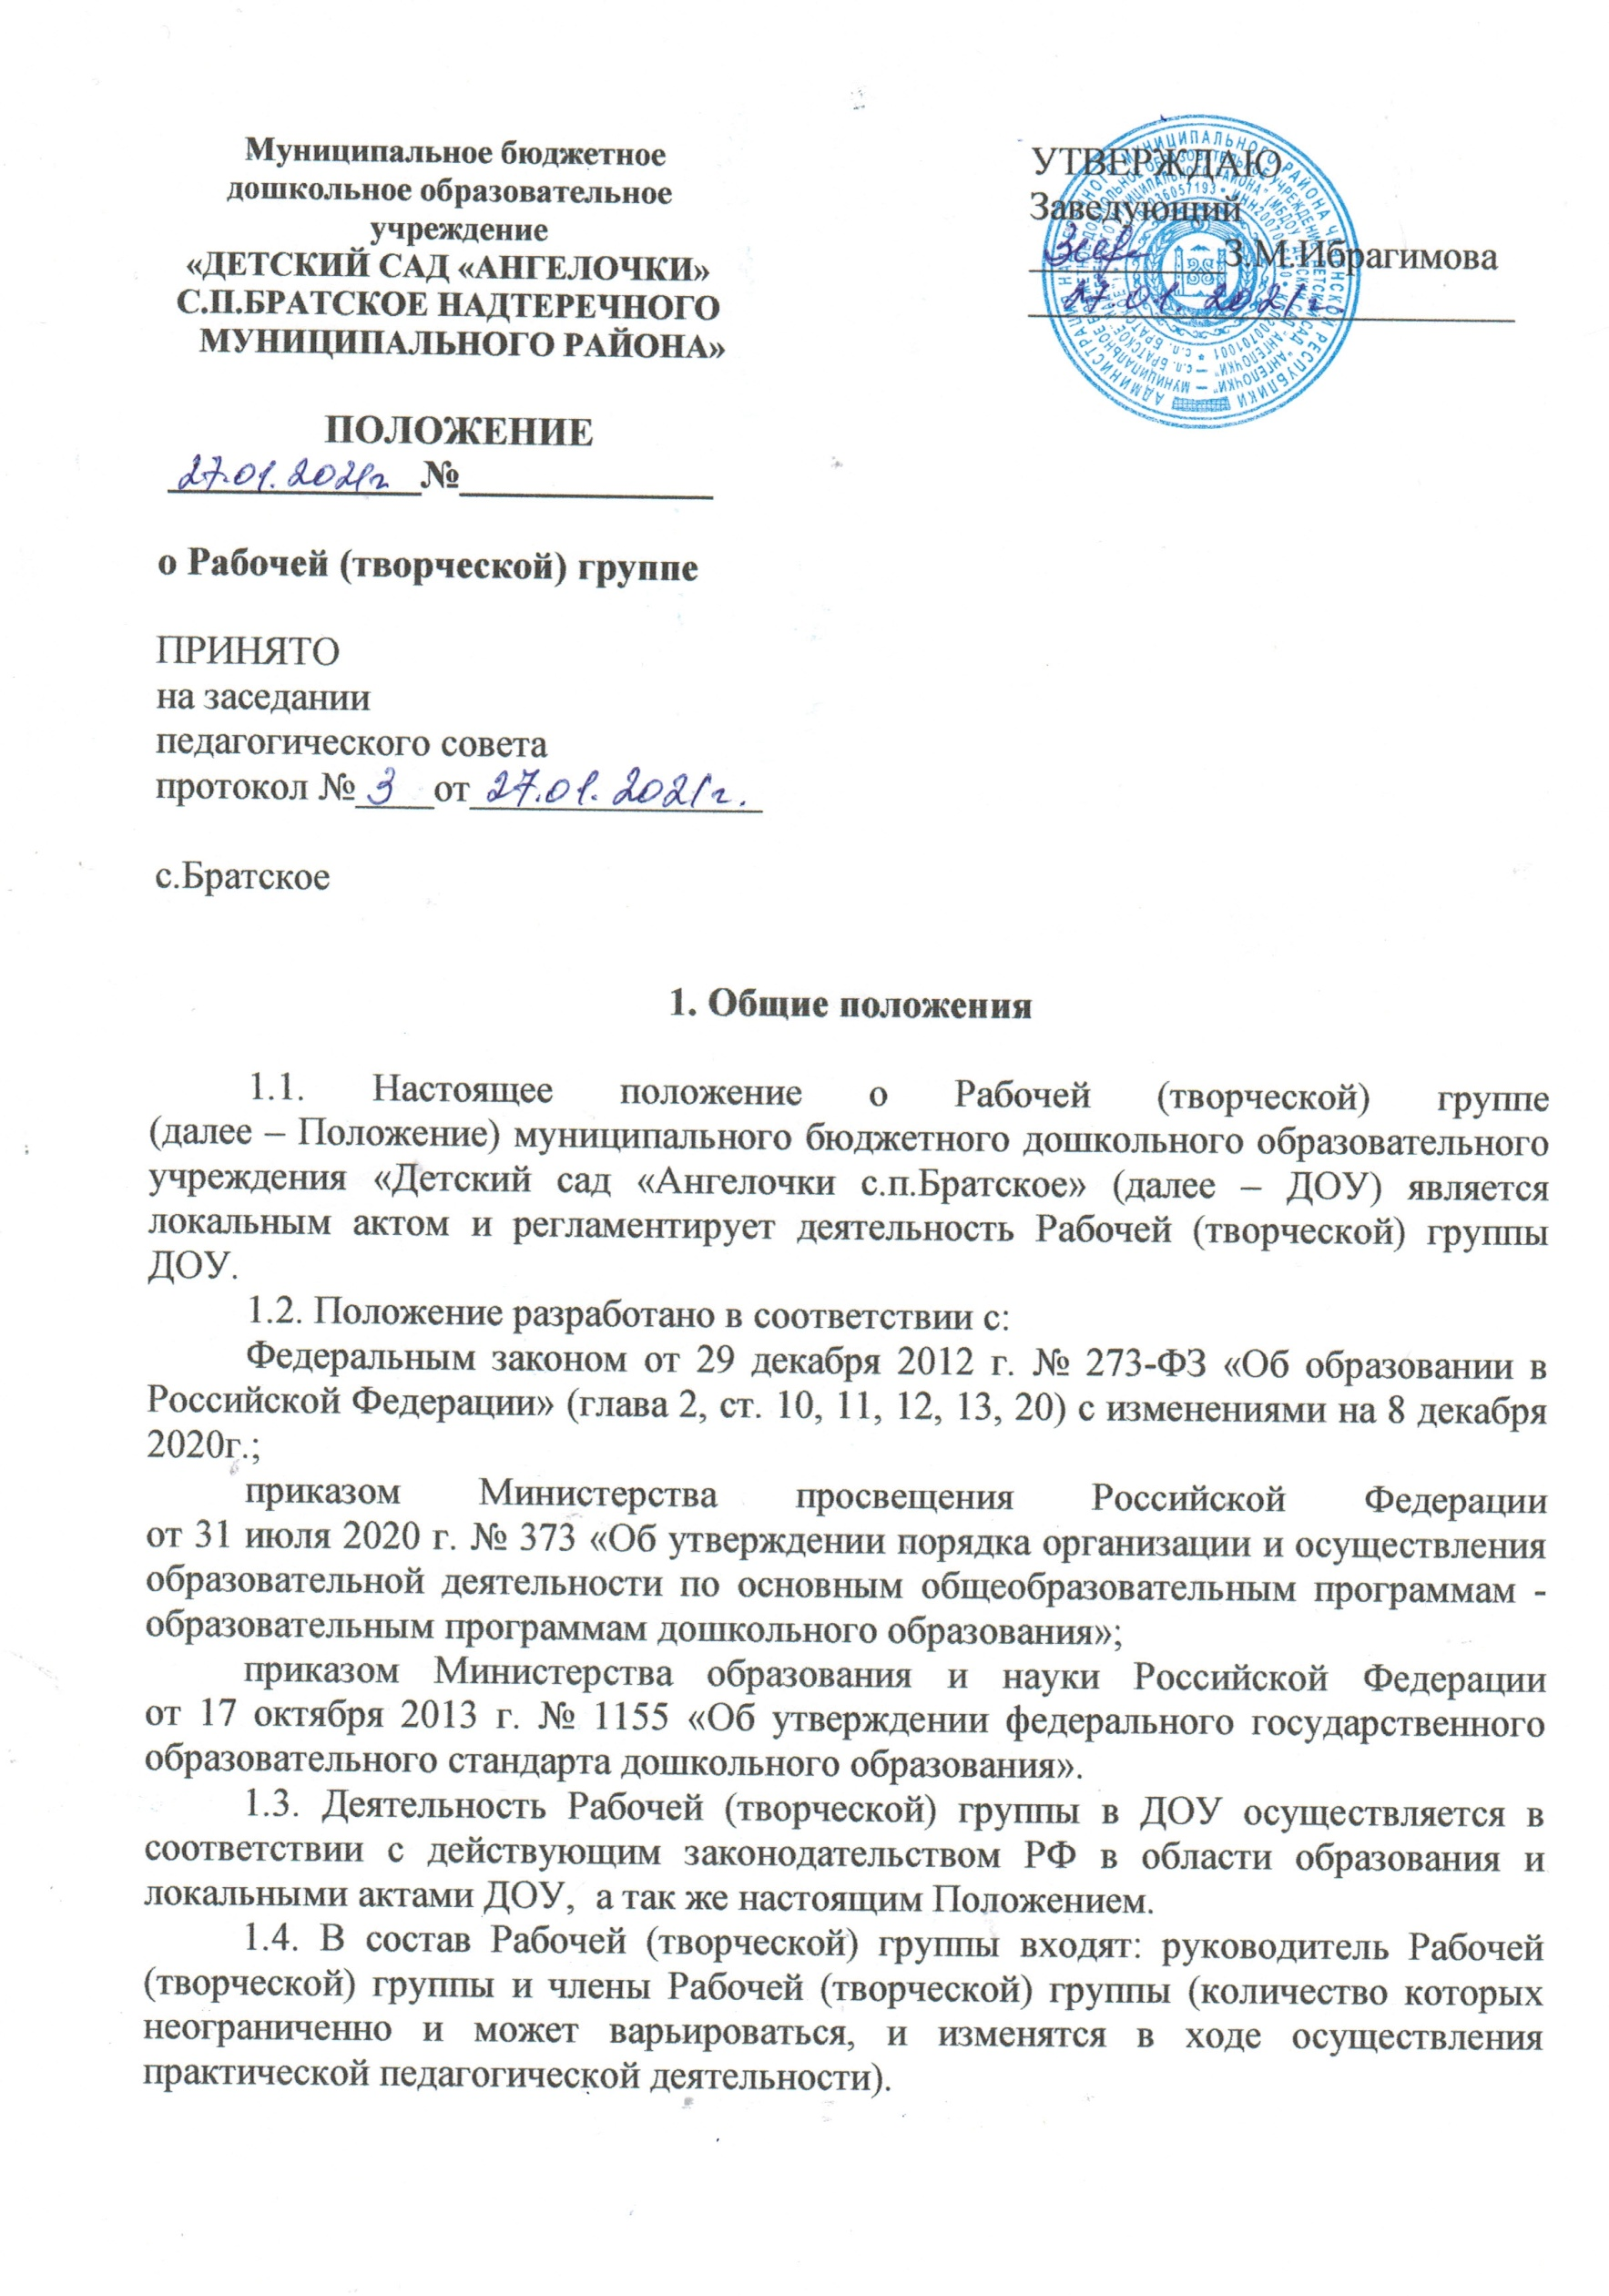 Муниципальное бюджетное
дошкольное образовательное
учреждение
«ДЕТСКИЙ САД «АНГЕЛОЧКИ»
С.П.БРАТСКОЕ НАДТЕРЕЧНОГО
МУНИЦИПАЛЬНОГО РАЙОНА»
УТВЕРЖДАЮ
Заведующий
З.М.Ибрагимова
27.01.2021г
ПОЛОЖЕНИЕ
27.01.2021г №
о Рабочей (творческой) группе
ПРИНЯТО
на заседании
педагогического совета
протокол № 3 от 27.01.2021г.
с.Братское
1. Общие положения
1.1. Настоящее положение о Рабочей (творческой) группе
(далее – Положение) муниципального бюджетного дошкольного образовательного
учреждения «Детский сад «Ангелочки с.п.Братское» (далее – ДОУ) является
локальным актом и регламентирует деятельность Рабочей (творческой) группы
ДОУ.
1.2. Положение разработано в соответствии с:
Федеральным законом от 29 декабря 2012 г. № 273-ФЗ «Об образовании в
Российской Федерации» (глава 2, ст. 10, 11, 12, 13, 20) с изменениями на 8 декабря
2020г.;
приказом Министерства просвещения Российской Федерации
от 31 июля 2020 г. № 373 «Об утверждении порядка организации и осуществления
образовательной деятельности по основным общеобразовательным программам -
образовательным программам дошкольного образования»;
приказом Министерства образования и науки Российской Федерации
от 17 октября 2013 г. № 1155 «Об утверждении федерального государственного
образовательного стандарта дошкольного образования».
1.3. Деятельность Рабочей (творческой) группы в ДОУ осуществляется в
соответствии с действующим законодательством РФ в области образования и
локальными актами ДОУ, а так же настоящим Положением.
1.4. В состав Рабочей (творческой) группы входят: руководитель Рабочей
(творческой) группы и члены Рабочей (творческой) группы (количество которых
неограниченно и может варьироваться, и изменятся в ходе осуществления
практической педагогической деятельности).